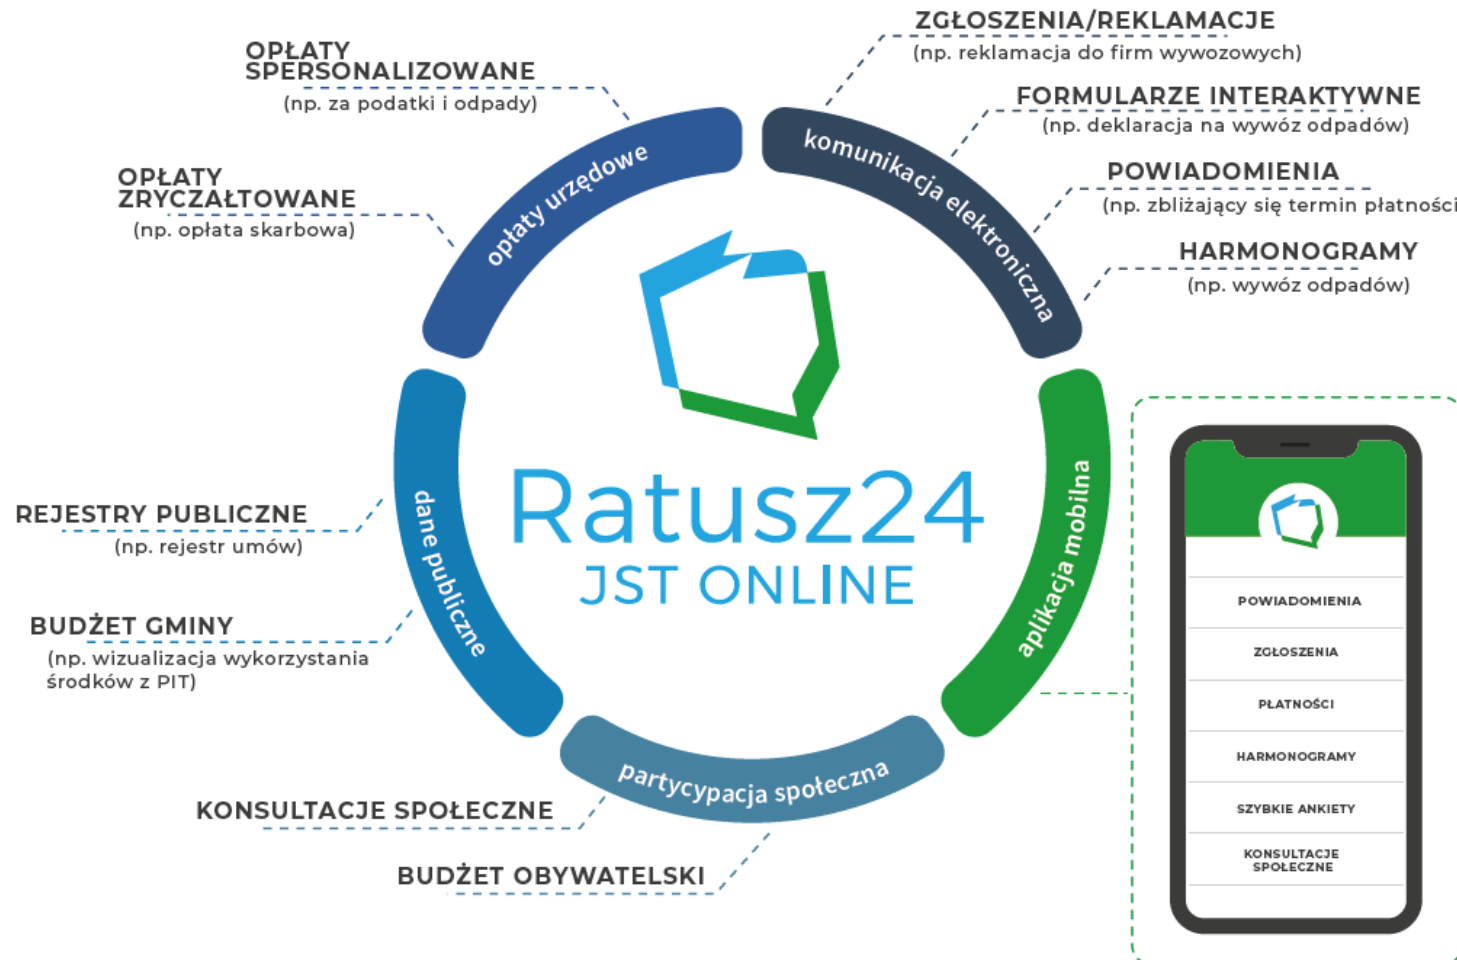 OPŁATY
SPERSONALIZOWANE
(np. za podatki i odpady)
OPŁATY
ZRYCZAŁTOWANE
(np. opłata skarbowa)
opłaty urzędowe
ZGŁOSZENIA/REKLAMACJE
(np. reklamacja do firm wywozowych)
FORMULARZE INTERAKTYWNE
(np. deklaracja na wywóz odpadów)
POWIADOMIENIA
(np. zbliżający się termin płatności
HARMONOGRAMY
(np. wywóz odpadów)
komunikacja elektroniczna
Ratusz24
JST ONLINE
REJESTRY PUBLICZNE
(np. rejestr umów)
BUDŻET GMINY
(np. wizualizacja wykorzystania
środków z PIT)
dane publiczne
aplikacja mobilna
POWIADOMIENIA
ZGŁOSZENIA
PŁATNOŚCI
HARMONOGRAMY
SZYBKIE ANKIETY
KONSULTACJE
SPOŁECZNE
partycypacja społeczna
KONSULTACJE SPOŁECZNE
BUDŻET OBYWATELSKI